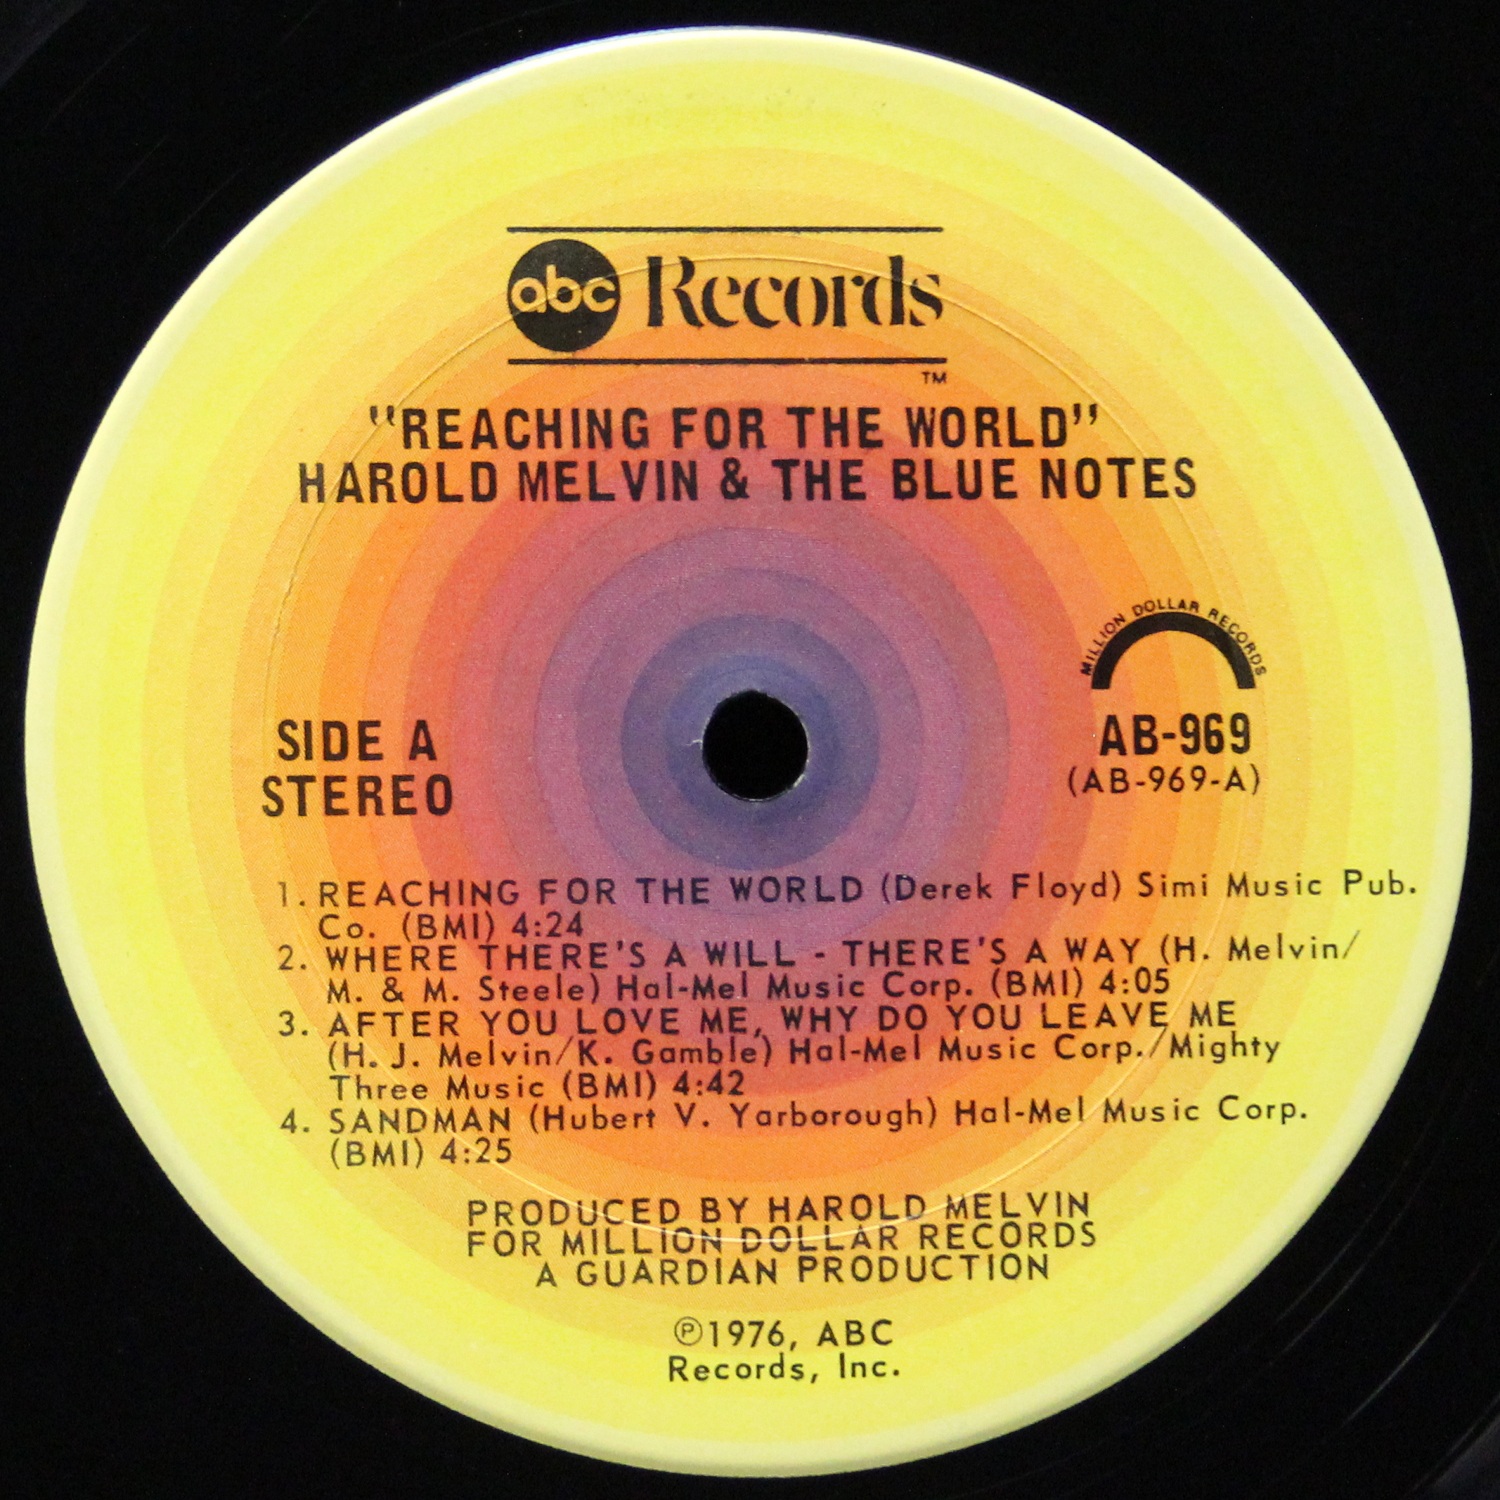 abc Records
TM
"REACHING FOR THE WORLD"
HAROLD MELVIN & THE BLUE NOTES
MILLION DOLLAR RECORDS
SIDE A
STEREO
AB-969
(AB-969-A)
1. REACHING FOR THE WORLD (Derek Floyd) Simi Music Pub.
Co. (BMI) 4:24
2. WHERE THERE'S A WILL - THERE'S A WAY (H. Melvin/
M. & M. Steele) Hal-Mel Music Corp. (BMI) 4:05
3. AFTER YOU LOVE ME, WHY DO YOU LEAVE ME
(H. J. Melvin/K. Gamble) Hal-Mel Music Corp./Mighty
Three Music (BMI) 4:42
4. SANDMAN (Hubert V. Yarborough) Hal-Mel Music Corp.
(BMI) 4:25
PRODUCED BY HAROLD MELVIN
FOR MILLION DOLLAR RECORDS
A GUARDIAN PRODUCTION
℗1976, ABC
Records, Inc.